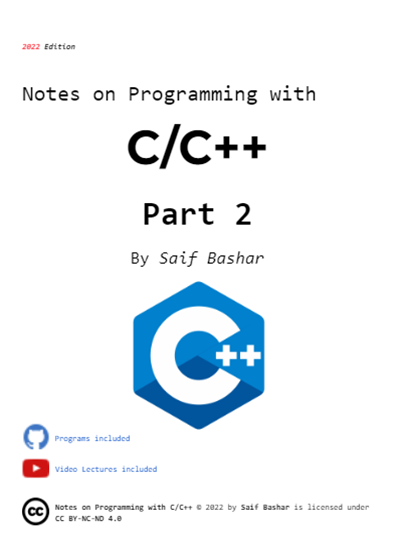 2022 Edition
Notes on Programming with
C/C++
Part 2
By Saif Bashar
C++
Programs included
Video Lectures included
cc
Notes on Programming with C/C++ © 2022 by Saif Bashar is licensed under
CC BY-NC-ND 4.0